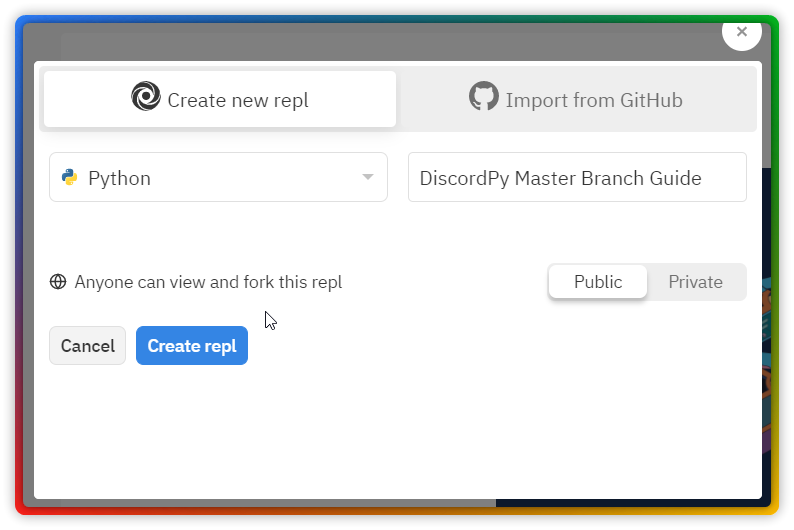 Create new repl
Import from GitHub
Python
DiscordPy Master Branch Guide
Anyone can view and fork this repl
Public
Private
Cancel
Create repl